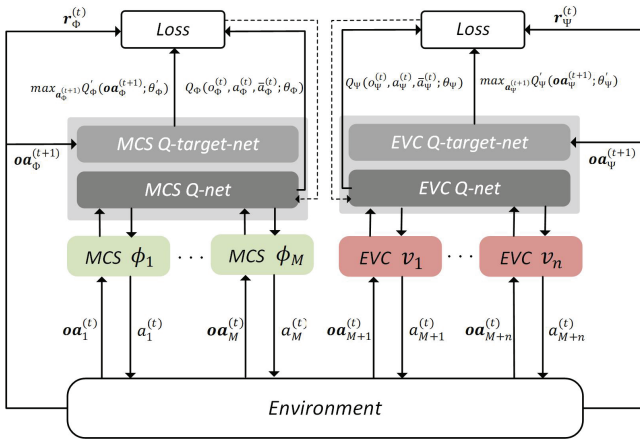 r_Φ^(t)
Loss
Loss
r_Ψ^(t)
max_{a_Φ^(t+1)} Q'_Φ(oa_Φ^(t+1); θ'_Φ)
Q_Φ(o_Φ^(t), a_Φ^(t), ā_Φ^(t); θ_Φ)
Q_Ψ(o_Ψ^(t), a_Ψ^(t), ā_Ψ^(t); θ_Ψ)
max_{a_Ψ^(t+1)} Q'_Ψ(oa_Ψ^(t+1); θ'_Ψ)
oa_Φ^(t+1)
MCS Q-target-net
EVC Q-target-net
oa_Ψ^(t+1)
MCS Q-net
EVC Q-net
MCS ϕ_1
· · ·
MCS ϕ_M
EVC v_1
· · ·
EVC v_n
oa_1^(t)
a_1^(t)
oa_M^(t)
a_M^(t)
oa_{M+1}^(t)
a_{M+1}^(t)
oa_{M+n}^(t)
a_{M+n}^(t)
Environment